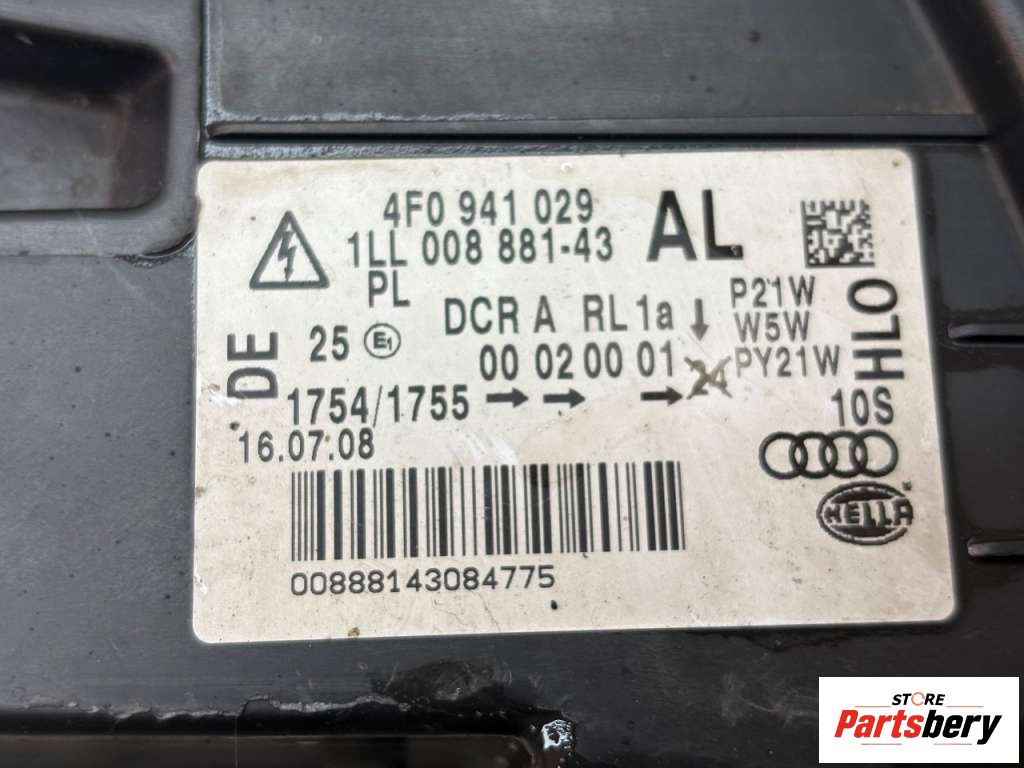 4F0 941 029
1LL 008 881-43
PL
AL
DE
25 E1
DCR A RL 1a
00 02 00 01
1754/1755
16.07.08
P21W
W5W
PY21W
HLO
10S
HELLA
00888143084775
STORE
Partsbery